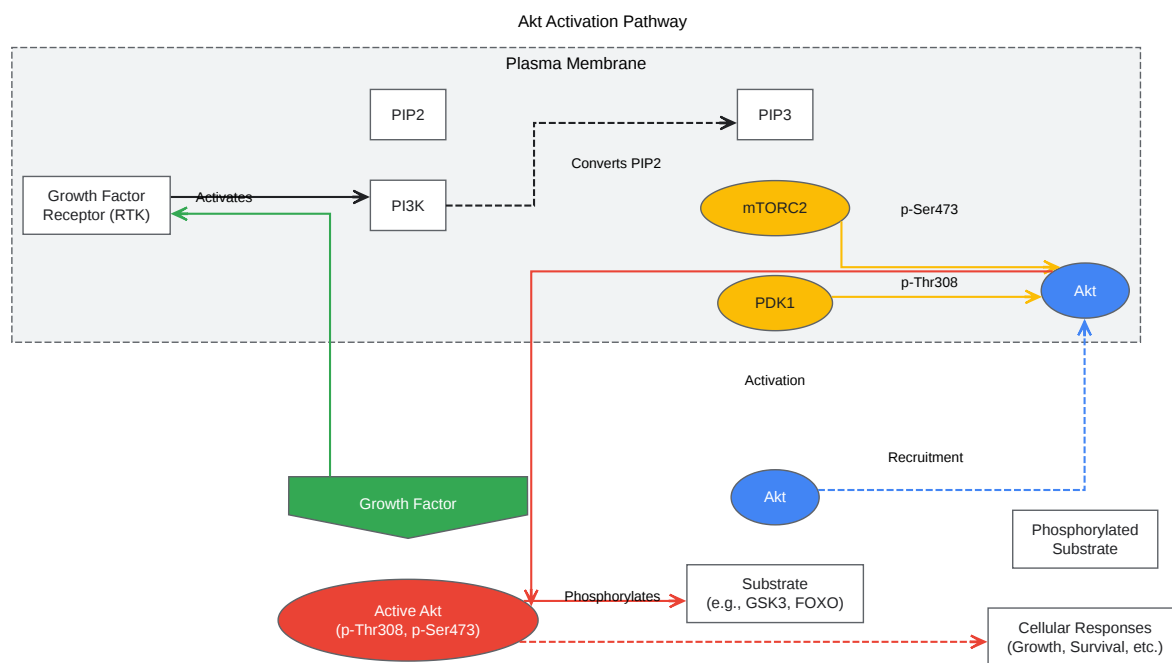 Akt Activation Pathway
Plasma Membrane
PIP2
PIP3
Converts PIP2
Growth Factor
Receptor (RTK)
Activates
PI3K
mTORC2
p-Ser473
p-Thr308
PDK1
Akt
Activation
Recruitment
Growth Factor
Akt
Phosphorylated
Substrate
Substrate
(e.g., GSK3, FOXO)
Phosphorylates
Active Akt
(p-Thr308, p-Ser473)
Cellular Responses
(Growth, Survival, etc.)